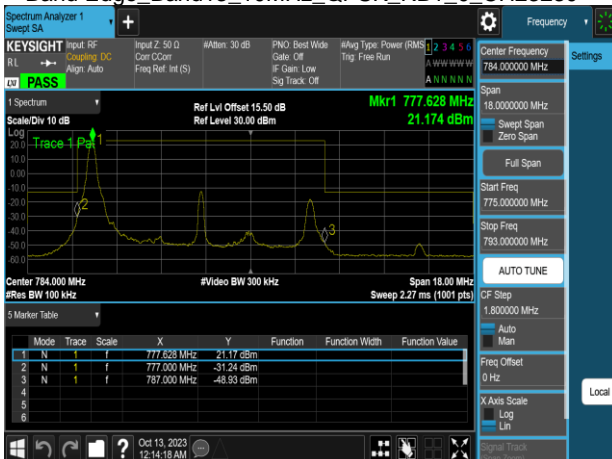 Spectrum Analyzer 1
Swept SA
+
Frequency
KEYSIGHT
RL
Input: RF
Coupling: DC
Align: Auto
Input Z: 50 Ω
Corr CCorr
Freq Ref: Int (S)
#Atten: 30 dB
PNO: Best Wide
Gate: Off
IF Gain: Low
Sig Track: Off
#Avg Type: Power (RMS
Trig: Free Run
1 2 3 4 5 6
A W W W W W
A N N N N N
LXI
PASS
1 Spectrum
Scale/Div 10 dB
Ref Lvl Offset 15.50 dB
Ref Level 30.00 dBm
Mkr1 777.628 MHz
21.174 dBm
Log
Trace 1 Pa
1
2
3
20.0
10.0
0.00
-10.0
-20.0
-30.0
-40.0
-50.0
-60.0
Center 784.000 MHz
#Res BW 100 kHz
#Video BW 300 kHz
Span 18.00 MHz
Sweep 2.27 ms (1001 pts)
5 Marker Table
Mode Trace Scale X Y Function Function Width Function Value
1 N 1 f 777.628 MHz 21.17 dBm
2 N 1 f 777.000 MHz -31.24 dBm
3 N 1 f 787.000 MHz -48.93 dBm
4
5
6
?
Oct 13, 2023
12:14:18 AM
Center Frequency
784.000000 MHz
Settings
Span
18.0000000 MHz
Swept Span
Zero Span
Full Span
Start Freq
775.000000 MHz
Stop Freq
793.000000 MHz
AUTO TUNE
CF Step
1.800000 MHz
Auto
Man
Freq Offset
0 Hz
X Axis Scale
Log
Lin
Local
Signal Track